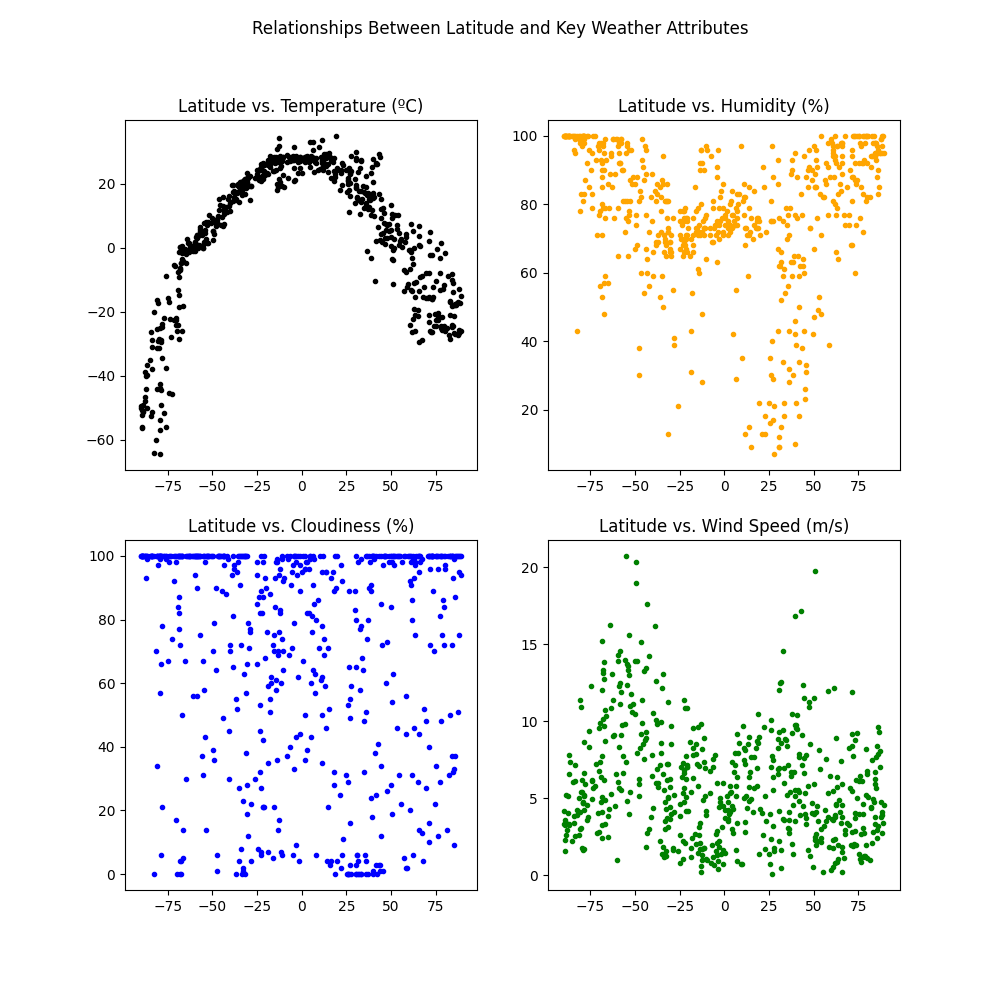 Relationships Between Latitude and Key Weather Attributes
Latitude vs. Temperature (ºC)
20
0
−20
−40
−60
−75 −50 −25 0 25 50 75
Latitude vs. Humidity (%)
100
80
60
40
20
−75 −50 −25 0 25 50 75
Latitude vs. Cloudiness (%)
100
80
60
40
20
0
−75 −50 −25 0 25 50 75
Latitude vs. Wind Speed (m/s)
20
15
10
5
0
−75 −50 −25 0 25 50 75